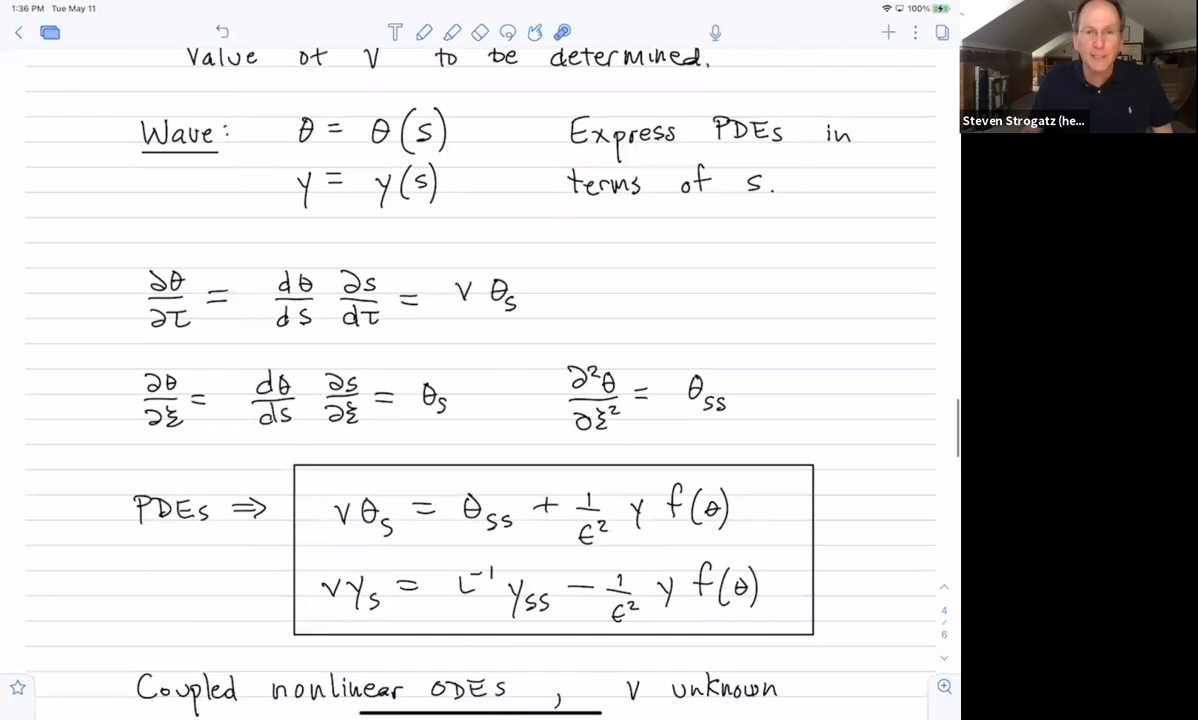 1:36 PM Tue May 11
100%
Value of V to be determined.
Wave: θ = θ(s) Express PDEs in
y = y(s) terms of s.
∂θ/∂τ = dθ/ds ∂s/dτ = v θ_s
∂θ/∂ξ = dθ/ds ∂s/∂ξ = θ_s ∂²θ/∂ξ² = θ_ss
PDEs ⇒ v θ_s = θ_ss + 1/ε² y f(θ)
v y_s = L⁻¹ y_ss − 1/ε² y f(θ)
Coupled nonlinear ODEs, v unknown
4
/
6
Steven Strogatz (he...